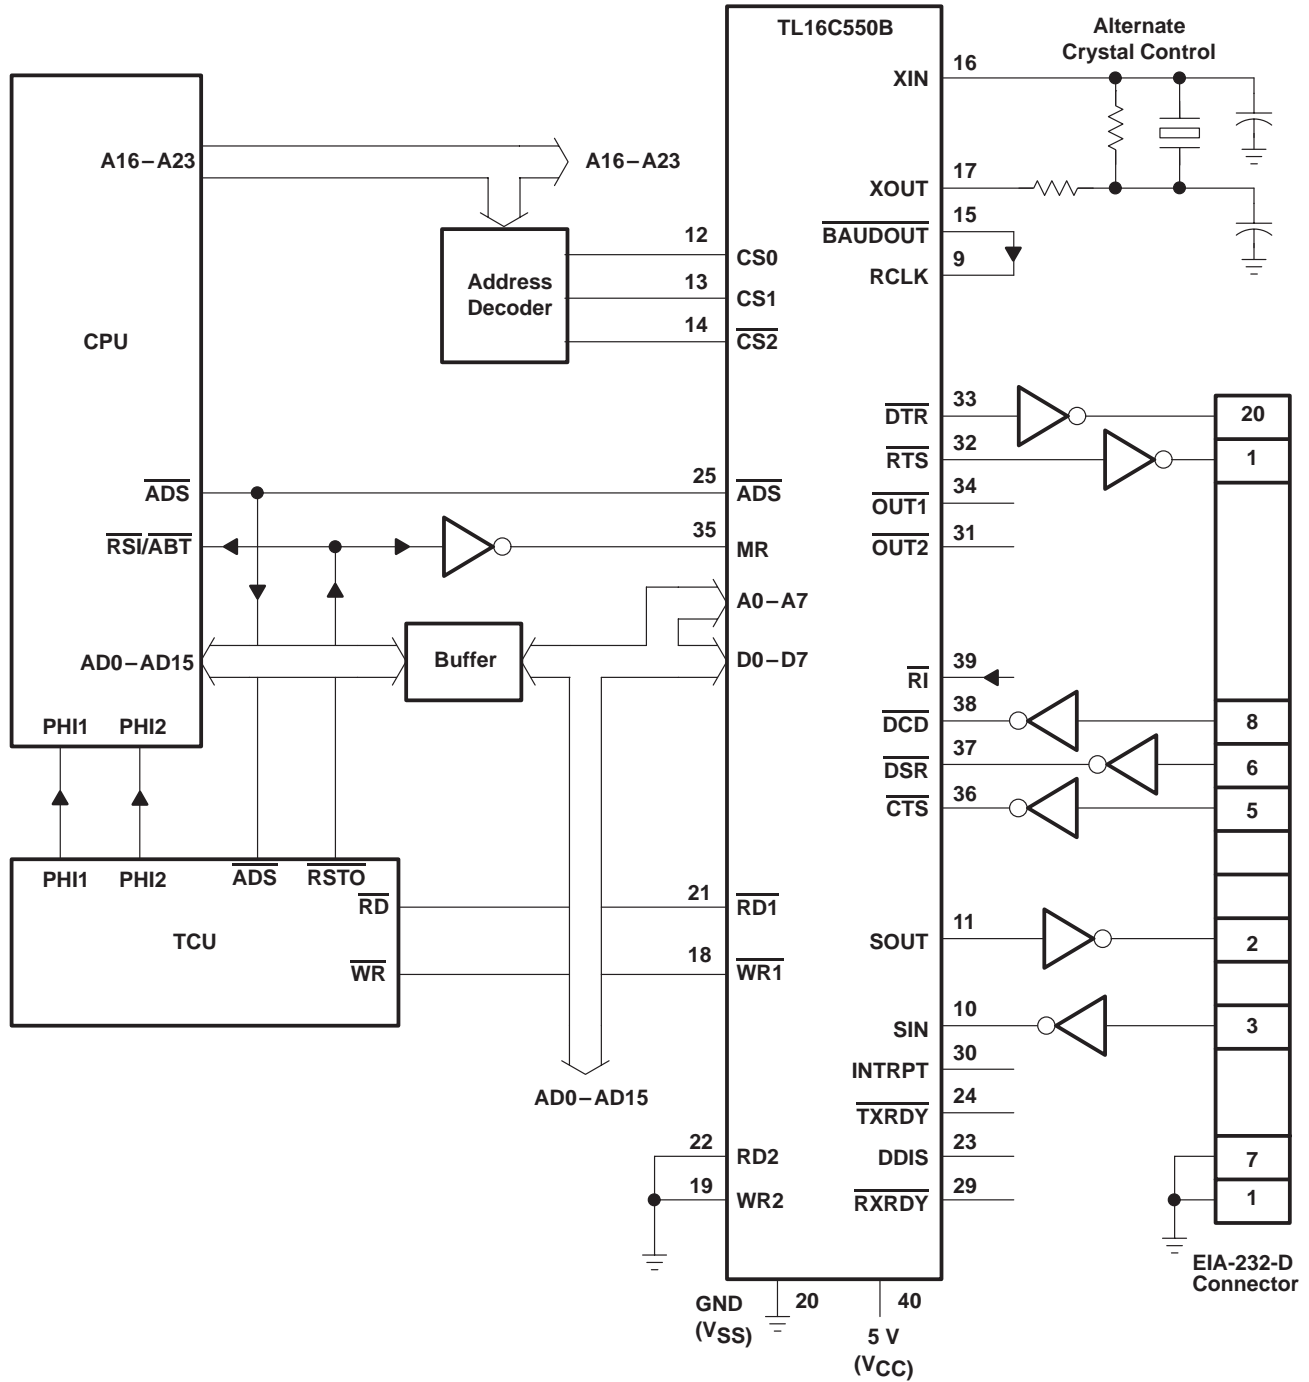 TL16C550B
Alternate
Crystal Control
CPU
A16–A23
A16–A23
Address
Decoder
12
CS0
13
CS1
14
CS2
XIN
16
XOUT
17
BAUDOUT
15
RCLK
9
DTR
33
20
RTS
32
1
OUT1
34
OUT2
31
ADS
25
ADS
RSI/ABT
35
MR
A0–A7
AD0–AD15
Buffer
D0–D7
RI
39
DCD
38
8
DSR
37
6
CTS
36
5
PHI1
PHI2
PHI1
PHI2
ADS
RSTO
RD
TCU
WR
21
RD1
18
WR1
SOUT
11
2
SIN
10
3
INTRPT
30
TXRDY
24
DDIS
23
7
RXRDY
29
1
AD0–AD15
22
RD2
19
WR2
EIA-232-D
Connector
GND
(VSS)
20
40
5 V
(VCC)